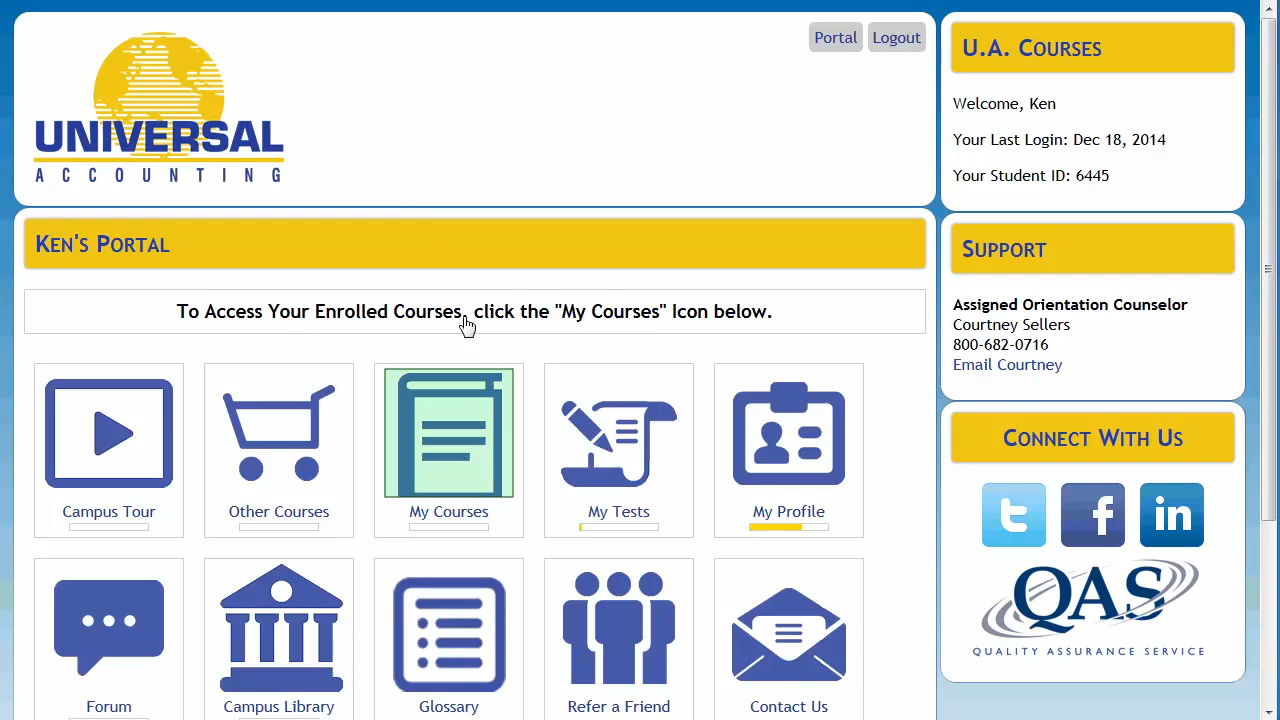 Portal
Logout
UNIVERSAL
ACCOUNTING
Ken's Portal
To Access Your Enrolled Courses, click the "My Courses" Icon below.
Campus Tour
Other Courses
My Courses
My Tests
My Profile
Forum
Campus Library
Glossary
Refer a Friend
Contact Us
U.A. Courses
Welcome, Ken
Your Last Login: Dec 18, 2014
Your Student ID: 6445
Support
Assigned Orientation Counselor
Courtney Sellers
800-682-0716
Email Courtney
Connect With Us
QAS
QUALITY ASSURANCE SERVICE